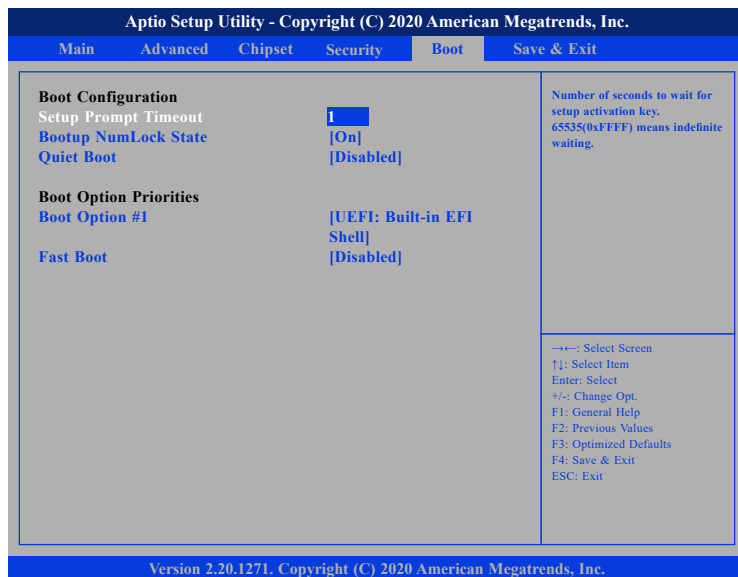 Aptio Setup Utility - Copyright (C) 2020 American Megatrends, Inc.
Main Advanced Chipset Security Boot Save & Exit
Boot Configuration
Setup Prompt Timeout 1
Bootup NumLock State [On]
Quiet Boot [Disabled]
Boot Option Priorities
Boot Option #1 [UEFI: Built-in EFI
Shell]
Fast Boot [Disabled]
Number of seconds to wait for
setup activation key.
65535(0xFFFF) means indefinite
waiting.
→←: Select Screen
↑↓: Select Item
Enter: Select
+/-: Change Opt.
F1: General Help
F2: Previous Values
F3: Optimized Defaults
F4: Save & Exit
ESC: Exit
Version 2.20.1271. Copyright (C) 2020 American Megatrends, Inc.